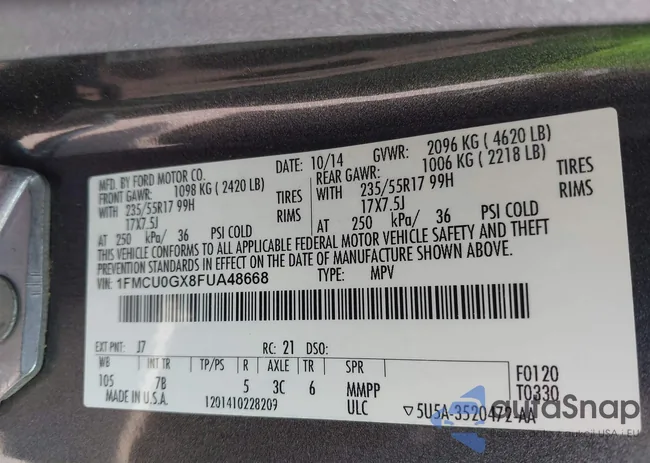 MFD. BY FORD MOTOR CO.
DATE: 10/14 GVWR: 2096 KG ( 4620 LB)
FRONT GAWR: 1098 KG ( 2420 LB) REAR GAWR: 1006 KG ( 2218 LB)
WITH 235/55R17 99H TIRES WITH 235/55R17 99H TIRES
17X7.5J RIMS 17X7.5J RIMS
AT 250 kPa/ 36 PSI COLD AT 250 kPa/ 36 PSI COLD
THIS VEHICLE CONFORMS TO ALL APPLICABLE FEDERAL MOTOR VEHICLE SAFETY AND THEFT
PREVENTION STANDARDS IN EFFECT ON THE DATE OF MANUFACTURE SHOWN ABOVE.
VIN: 1FMCU0GX8FUA48668 TYPE: MPV
EXT PNT: J7 RC: 21 DSO:
WB INT TR TP/PS R AXLE TR SPR
105 7B 5 3C 6 MMPP
F0120
T0330
MADE IN U.S.A. 1201410228209 ULC ▽5U5A-3520472-AA
autoSnap